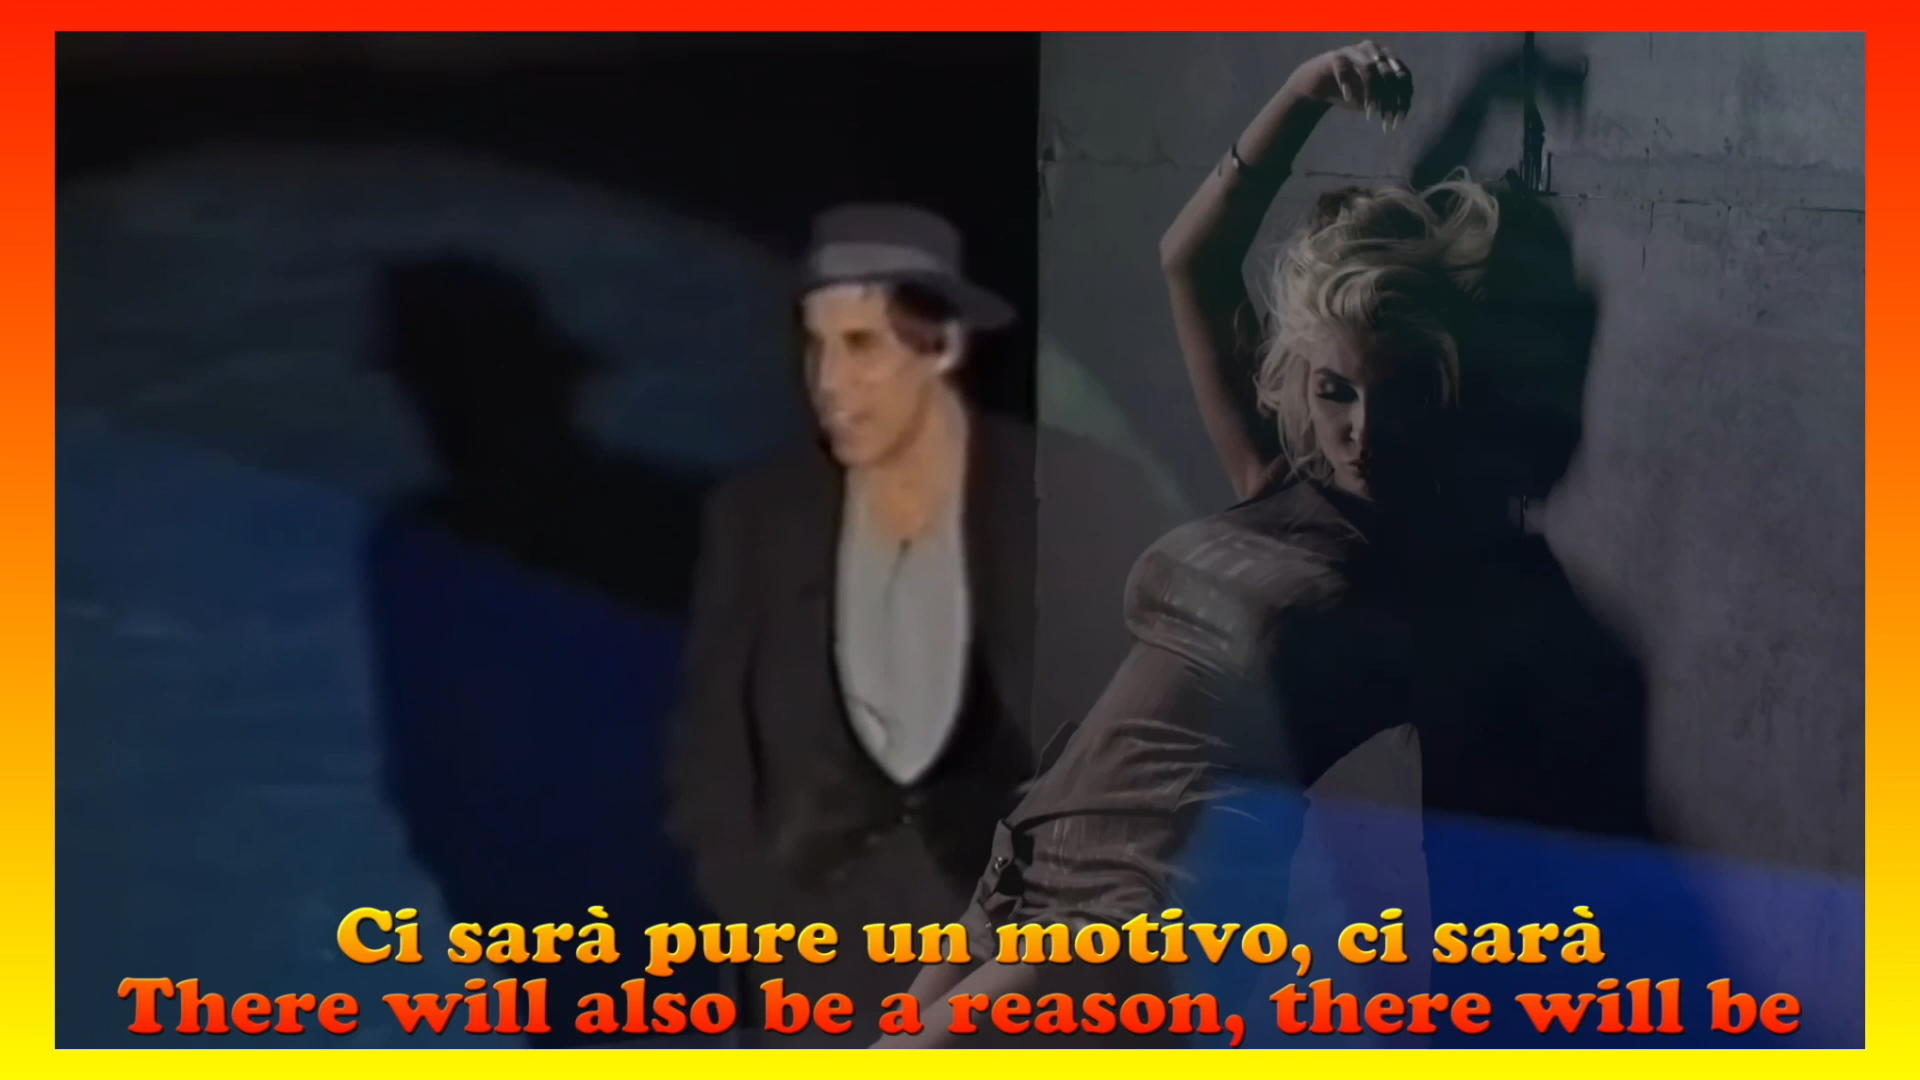 Ci sarà pure un motivo, ci sarà
There will also be a reason, there will be